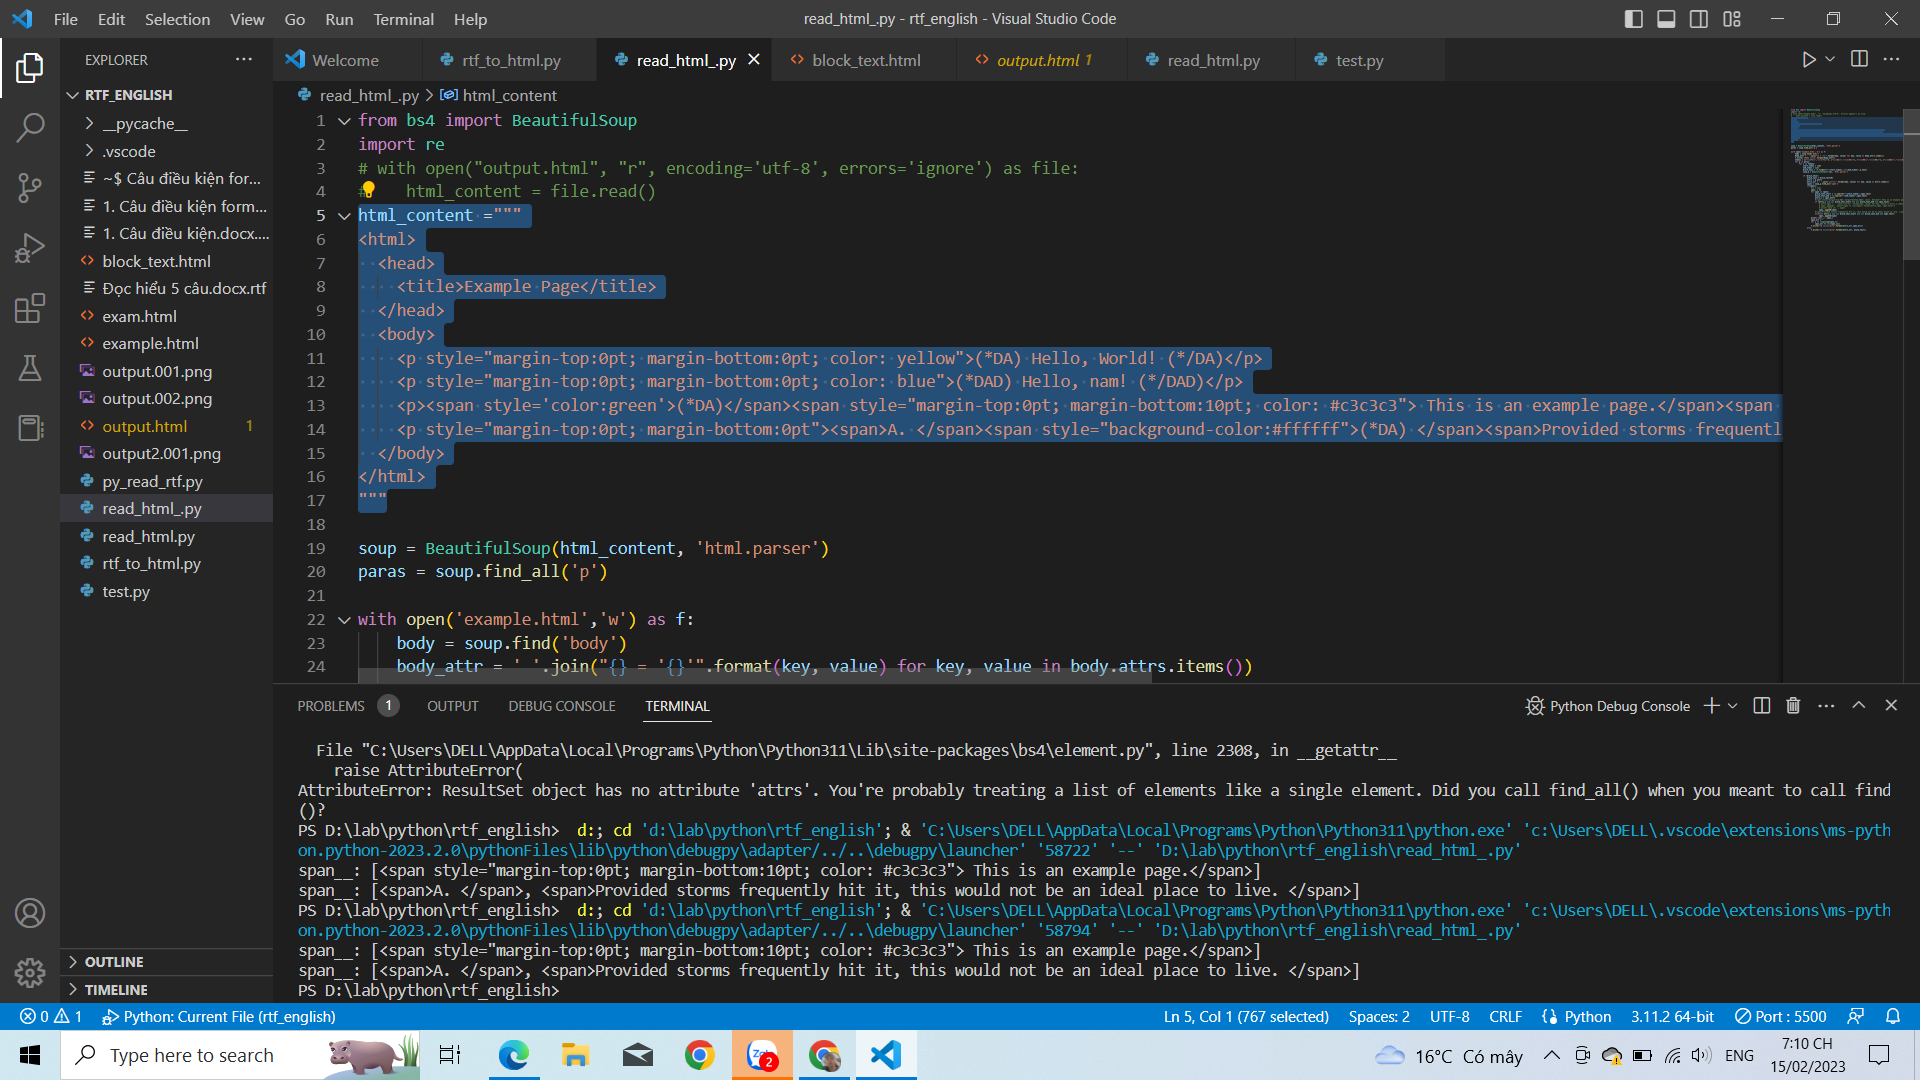 File Edit Selection View Go Run Terminal Help
read_html_.py - rtf_english - Visual Studio Code
EXPLORER
RTF_ENGLISH
__pycache__
.vscode
~$ Câu điều kiện for...
1. Câu điều kiện form...
1. Câu điều kiện.docx....
block_text.html
Đọc hiểu 5 câu.docx.rtf
exam.html
example.html
output.001.png
output.002.png
output.html 1
output2.001.png
py_read_rtf.py
read_html_.py
read_html.py
rtf_to_html.py
test.py
OUTLINE
TIMELINE
Welcome rtf_to_html.py read_html_.py block_text.html output.html 1 read_html.py test.py
read_html_.py > html_content
1 from bs4 import BeautifulSoup
2 import re
3 # with open("output.html", "r", encoding='utf-8', errors='ignore') as file:
4 # html_content = file.read()
5 html_content ="""
6 <html>
7 <head>
8 <title>Example Page</title>
9 </head>
10 <body>
11 <p style="margin-top:0pt; margin-bottom:0pt; color: yellow">(*DA) Hello, World! (*/DA)</p>
12 <p style="margin-top:0pt; margin-bottom:0pt; color: blue">(*DAD) Hello, nam! (*/DAD)</p>
13 <p><span style='color:green'>(*DA)</span><span style="margin-top:0pt; margin-bottom:10pt; color: #c3c3c3"> This is an example page.</span><span
14 <p style="margin-top:0pt; margin-bottom:0pt"><span>A. </span><span style="background-color:#ffffff">(*DA) </span><span>Provided storms frequentl
15 </body>
16 </html>
17 """
18
19 soup = BeautifulSoup(html_content, 'html.parser')
20 paras = soup.find_all('p')
21
22 with open('example.html','w') as f:
23 body = soup.find('body')
24 body_attr = ' '.join("{} = '{}'".format(key, value) for key, value in body.attrs.items())
PROBLEMS 1 OUTPUT DEBUG CONSOLE TERMINAL
Python Debug Console
File "C:\Users\DELL\AppData\Local\Programs\Python\Python311\Lib\site-packages\bs4\element.py", line 2308, in __getattr__
raise AttributeError(
AttributeError: ResultSet object has no attribute 'attrs'. You're probably treating a list of elements like a single element. Did you call find_all() when you meant to call find
()?
PS D:\lab\python\rtf_english> d:; cd 'd:\lab\python\rtf_english'; & 'C:\Users\DELL\AppData\Local\Programs\Python\Python311\python.exe' 'c:\Users\DELL\.vscode\extensions\ms-pyth
on.python-2023.2.0\pythonFiles\lib\python\debugpy\adapter/../..\debugpy\launcher' '58722' '--' 'D:\lab\python\rtf_english\read_html_.py'
span__: [<span style="margin-top:0pt; margin-bottom:10pt; color: #c3c3c3"> This is an example page.</span>]
span__: [<span>A. </span>, <span>Provided storms frequently hit it, this would not be an ideal place to live. </span>]
PS D:\lab\python\rtf_english> d:; cd 'd:\lab\python\rtf_english'; & 'C:\Users\DELL\AppData\Local\Programs\Python\Python311\python.exe' 'c:\Users\DELL\.vscode\extensions\ms-pyth
on.python-2023.2.0\pythonFiles\lib\python\debugpy\adapter/../..\debugpy\launcher' '58794' '--' 'D:\lab\python\rtf_english\read_html_.py'
span__: [<span style="margin-top:0pt; margin-bottom:10pt; color: #c3c3c3"> This is an example page.</span>]
span__: [<span>A. </span>, <span>Provided storms frequently hit it, this would not be an ideal place to live. </span>]
PS D:\lab\python\rtf_english>
0 1 Python: Current File (rtf_english)
Ln 5, Col 1 (767 selected) Spaces: 2 UTF-8 CRLF Python 3.11.2 64-bit Port : 5500
Type here to search
2
16°C Có mây
ENG
7:10 CH
15/02/2023